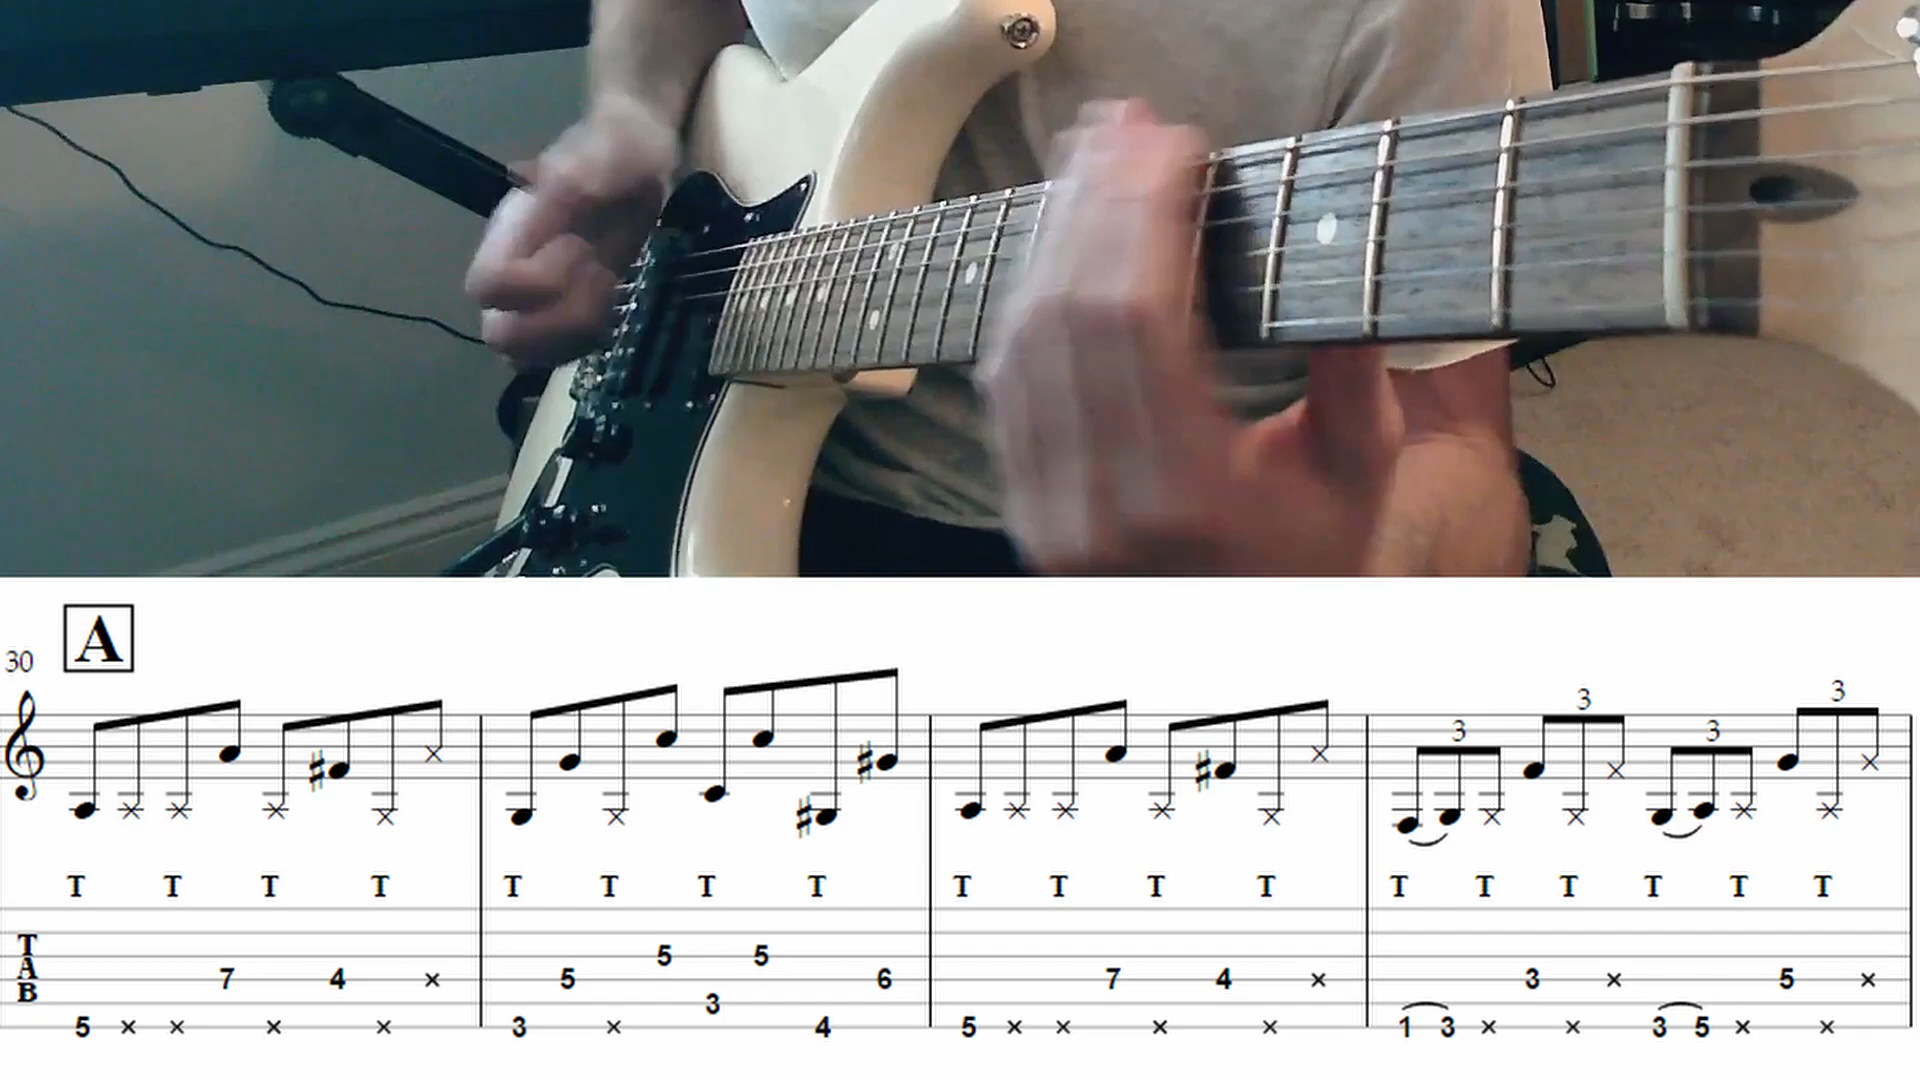 A
30
3 3 3 3
T T T T T T T T T T T T T T T T T T
T
A
B
5 5
7 4 × 5 6 7 4 × 3 × 5 ×
3
5 × × × × 3 × 4 5 × × × × 1 3 × × 3 5 × ×